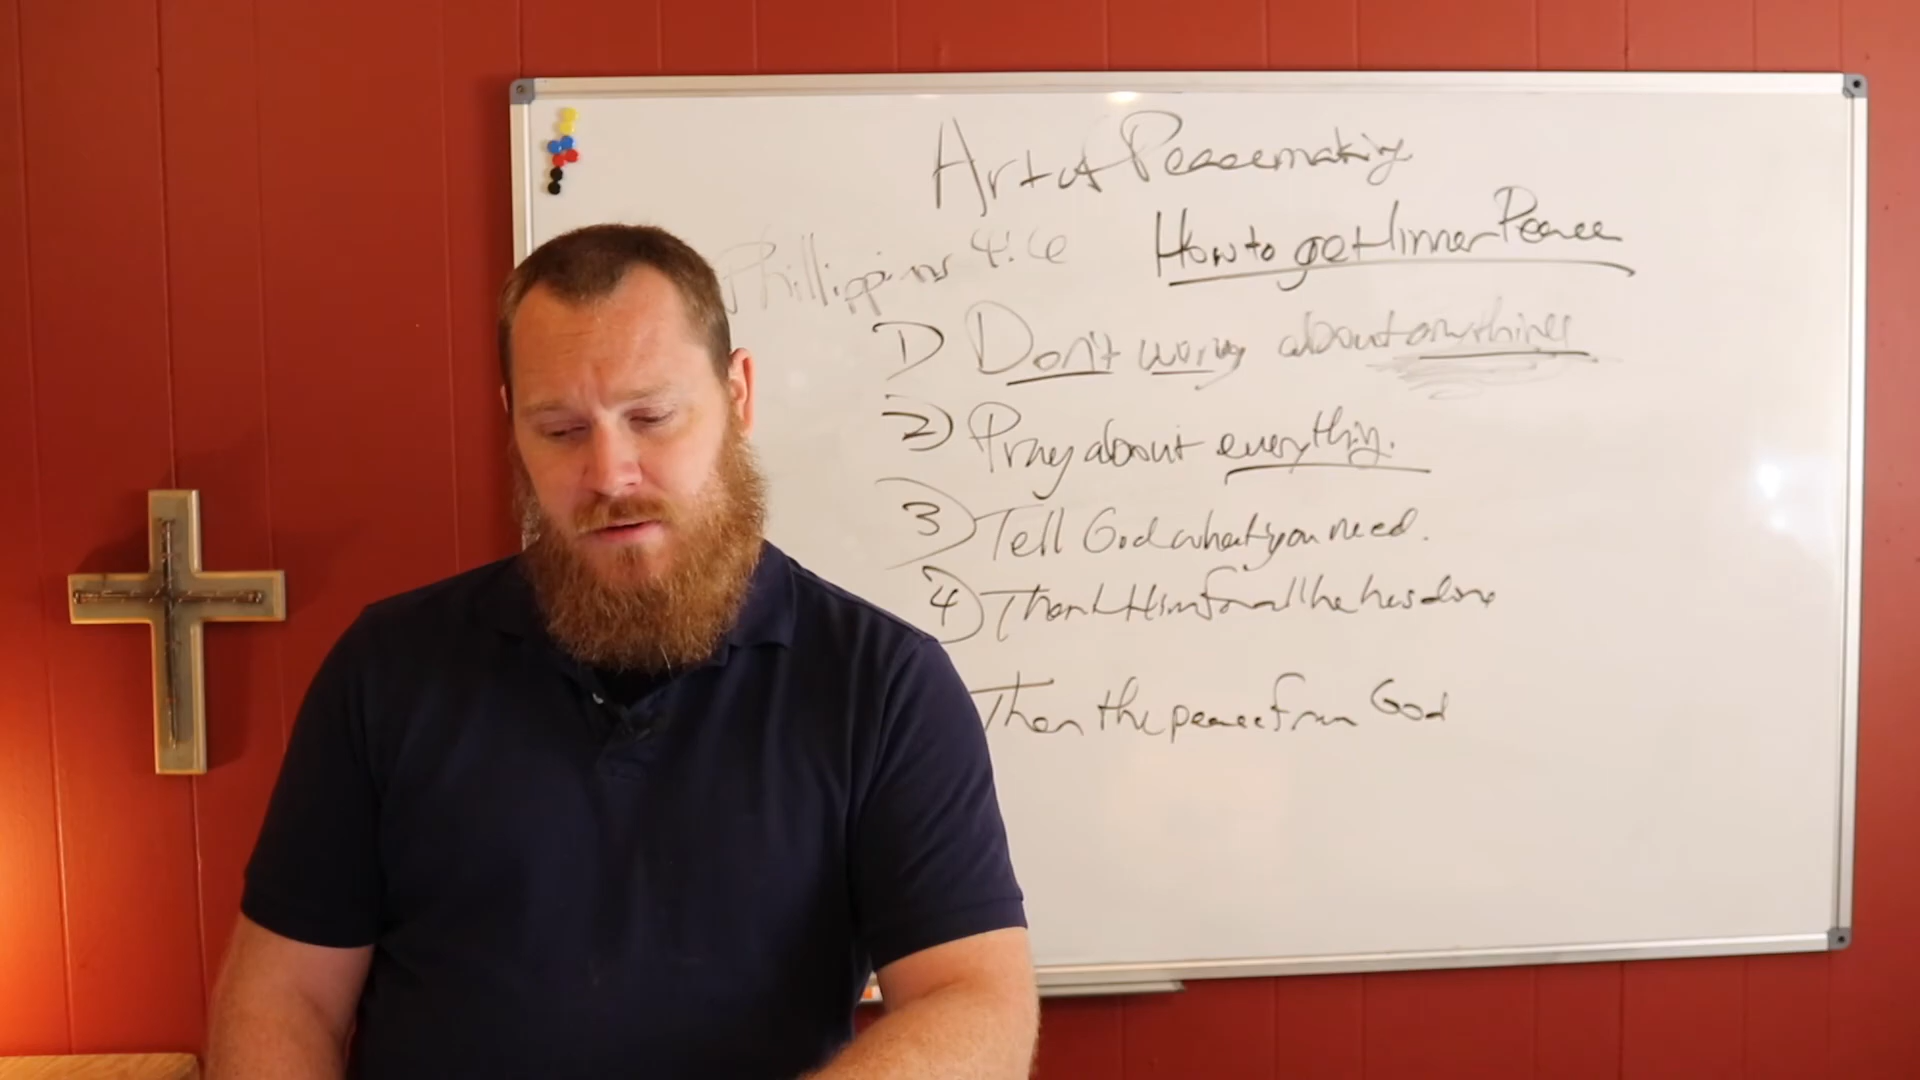 Art of Peacemaking
Phillippians 4:6 How to get Inner Peace
1) Don't worry about anything
2) Pray about everything.
3) Tell God what you need.
4) Thank Him for all he has done
Then the peace from God